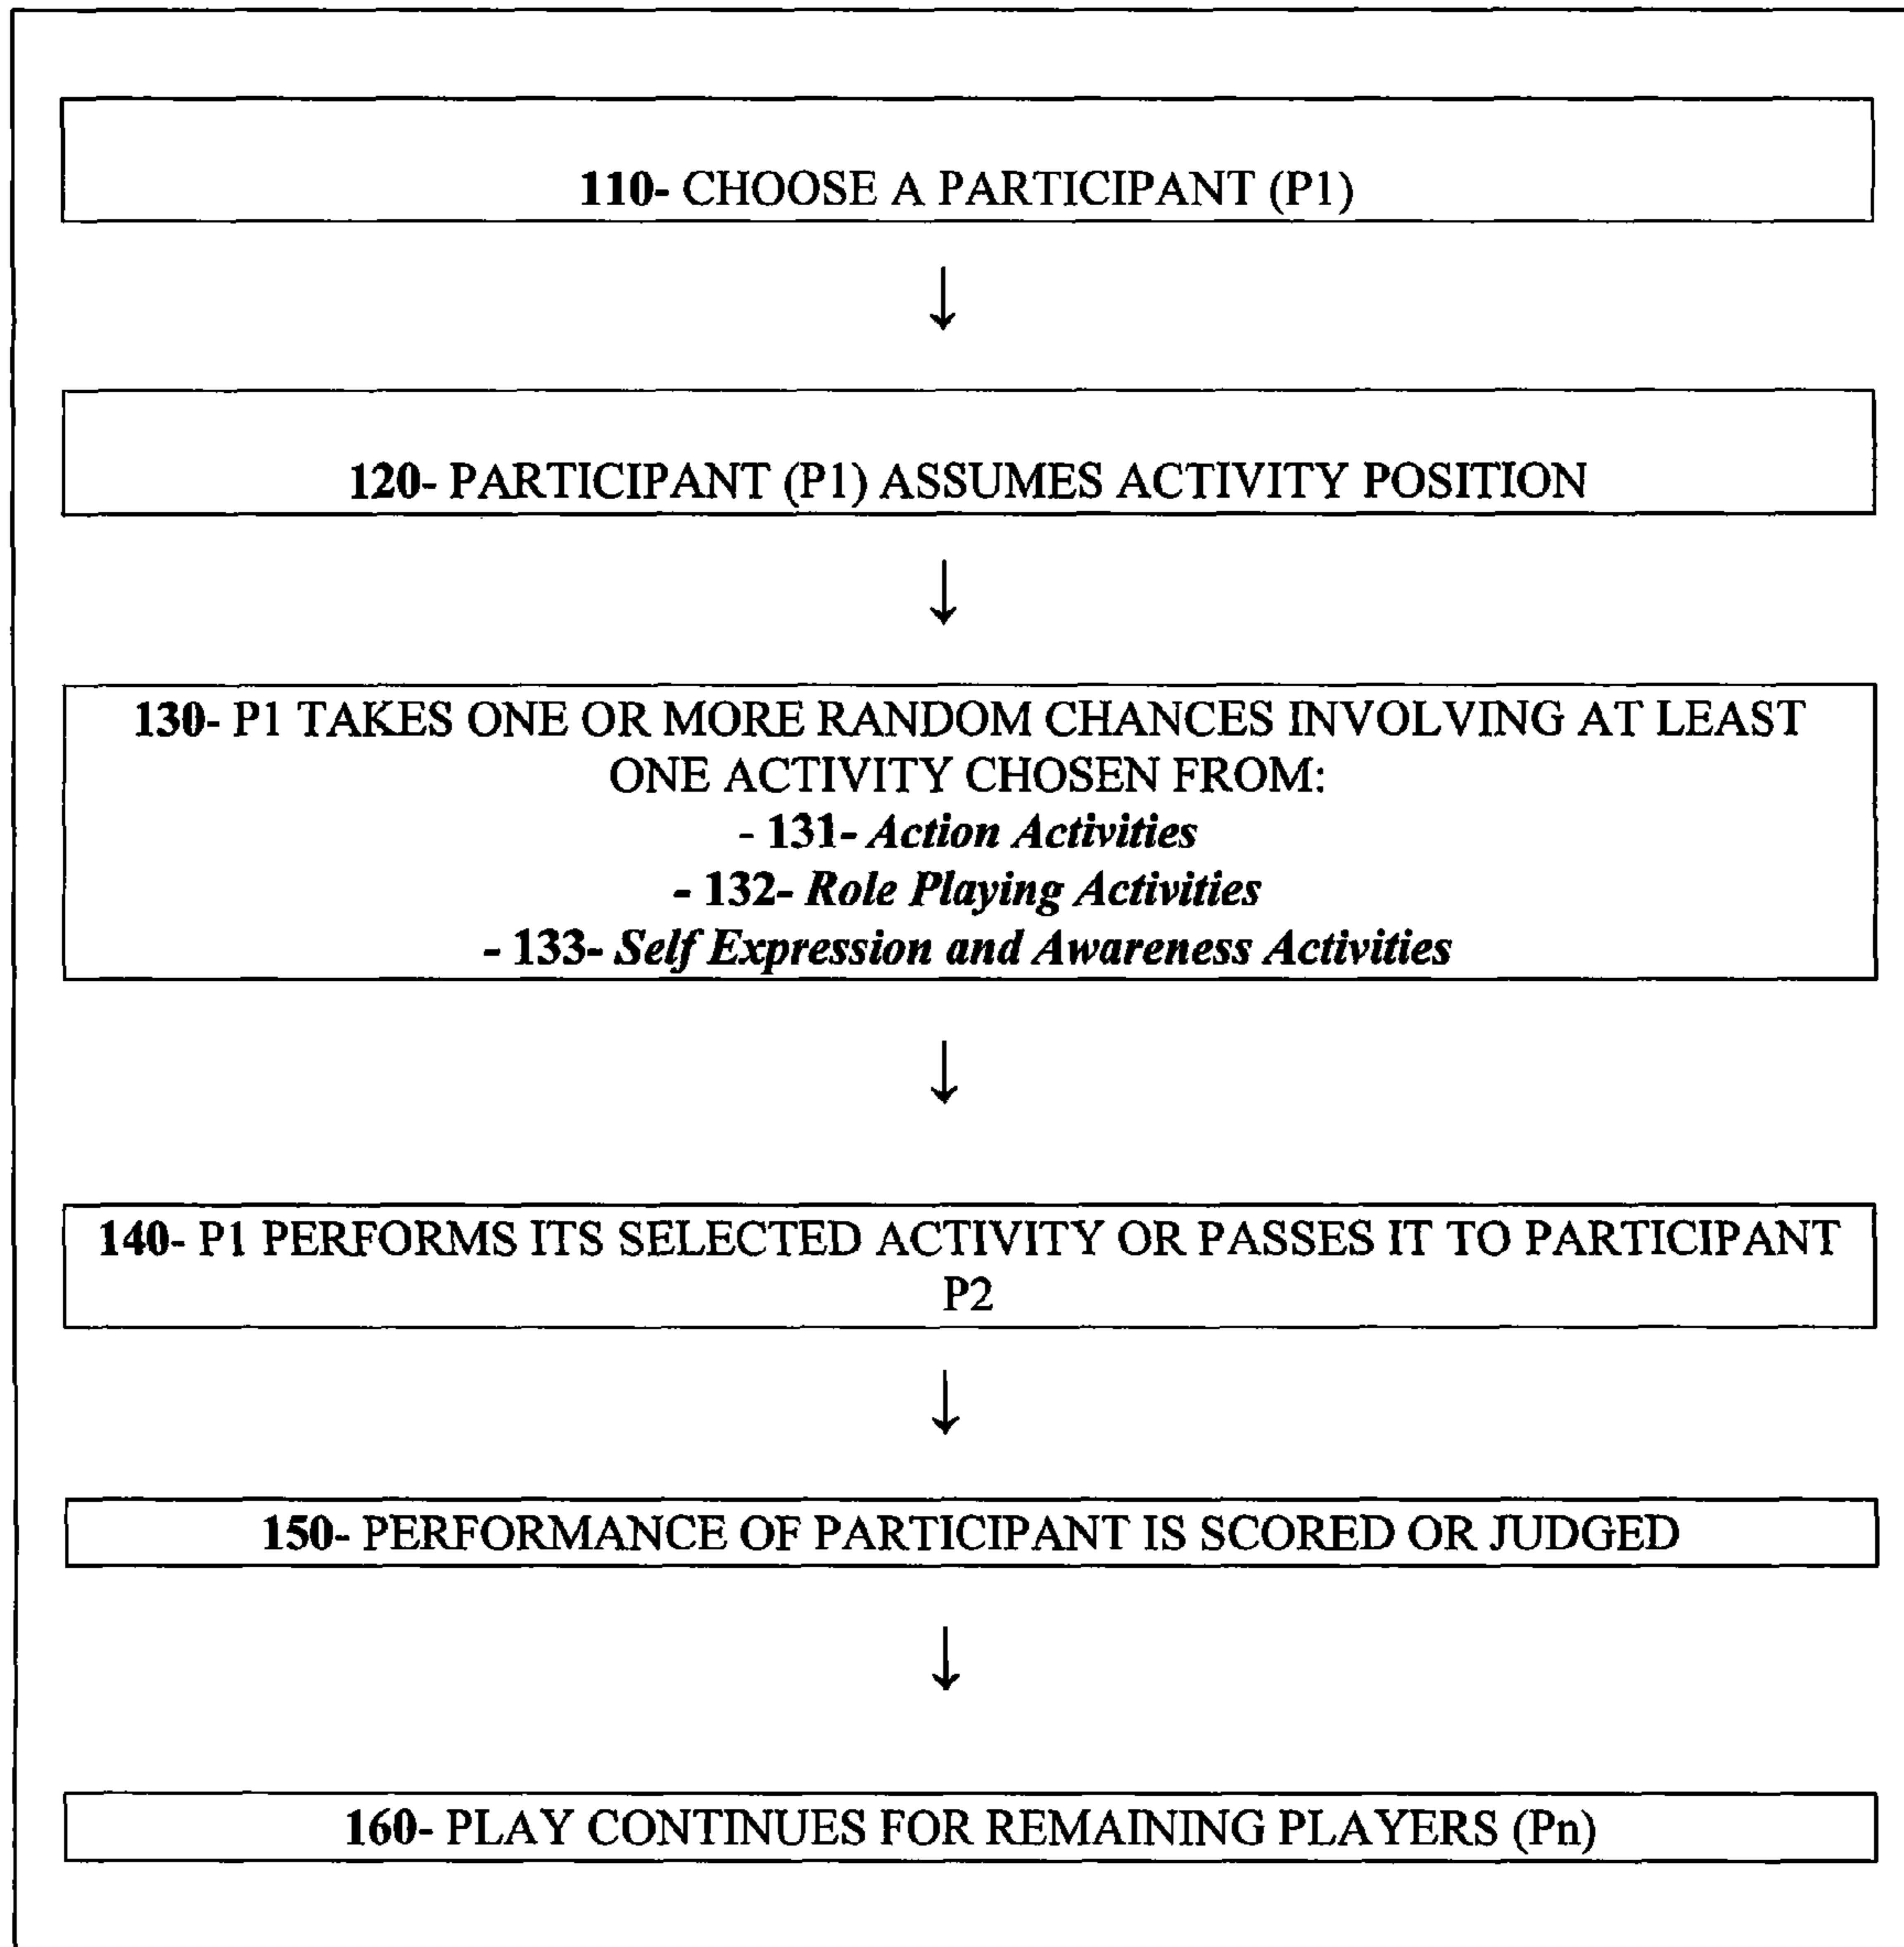 110- CHOOSE A PARTICIPANT (P1)
120- PARTICIPANT (P1) ASSUMES ACTIVITY POSITION
130- P1 TAKES ONE OR MORE RANDOM CHANCES INVOLVING AT LEAST
ONE ACTIVITY CHOSEN FROM:
- 131- Action Activities
- 132- Role Playing Activities
- 133- Self Expression and Awareness Activities
140- P1 PERFORMS ITS SELECTED ACTIVITY OR PASSES IT TO PARTICIPANT
P2
150- PERFORMANCE OF PARTICIPANT IS SCORED OR JUDGED
160- PLAY CONTINUES FOR REMAINING PLAYERS (Pn)